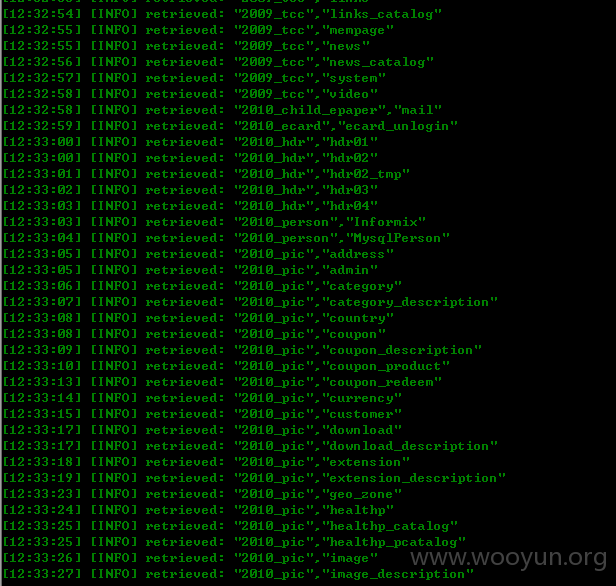 [12:32:54] [INFO] retrieved: "2009_tcc","links_catalog"
[12:32:55] [INFO] retrieved: "2009_tcc","mempage"
[12:32:55] [INFO] retrieved: "2009_tcc","news"
[12:32:56] [INFO] retrieved: "2009_tcc","news_catalog"
[12:32:57] [INFO] retrieved: "2009_tcc","system"
[12:32:58] [INFO] retrieved: "2009_tcc","video"
[12:32:58] [INFO] retrieved: "2010_child_epaper","mail"
[12:32:59] [INFO] retrieved: "2010_ecard","ecard_unlogin"
[12:33:00] [INFO] retrieved: "2010_hdr","hdr01"
[12:33:00] [INFO] retrieved: "2010_hdr","hdr02"
[12:33:01] [INFO] retrieved: "2010_hdr","hdr02_tmp"
[12:33:02] [INFO] retrieved: "2010_hdr","hdr03"
[12:33:03] [INFO] retrieved: "2010_hdr","hdr04"
[12:33:03] [INFO] retrieved: "2010_person","Informix"
[12:33:04] [INFO] retrieved: "2010_person","MysqlPerson"
[12:33:05] [INFO] retrieved: "2010_pic","address"
[12:33:05] [INFO] retrieved: "2010_pic","admin"
[12:33:06] [INFO] retrieved: "2010_pic","category"
[12:33:07] [INFO] retrieved: "2010_pic","category_description"
[12:33:08] [INFO] retrieved: "2010_pic","country"
[12:33:08] [INFO] retrieved: "2010_pic","coupon"
[12:33:09] [INFO] retrieved: "2010_pic","coupon_description"
[12:33:10] [INFO] retrieved: "2010_pic","coupon_product"
[12:33:13] [INFO] retrieved: "2010_pic","coupon_redeem"
[12:33:14] [INFO] retrieved: "2010_pic","currency"
[12:33:15] [INFO] retrieved: "2010_pic","customer"
[12:33:17] [INFO] retrieved: "2010_pic","download"
[12:33:17] [INFO] retrieved: "2010_pic","download_description"
[12:33:18] [INFO] retrieved: "2010_pic","extension"
[12:33:19] [INFO] retrieved: "2010_pic","extension_description"
[12:33:23] [INFO] retrieved: "2010_pic","geo_zone"
[12:33:24] [INFO] retrieved: "2010_pic","healthp"
[12:33:25] [INFO] retrieved: "2010_pic","healthp_catalog"
[12:33:25] [INFO] retrieved: "2010_pic","healthp_pcatalog"
[12:33:26] [INFO] retrieved: "2010_pic","image"
[12:33:27] [INFO] retrieved: "2010_pic","image_description"
www.wooyun.org